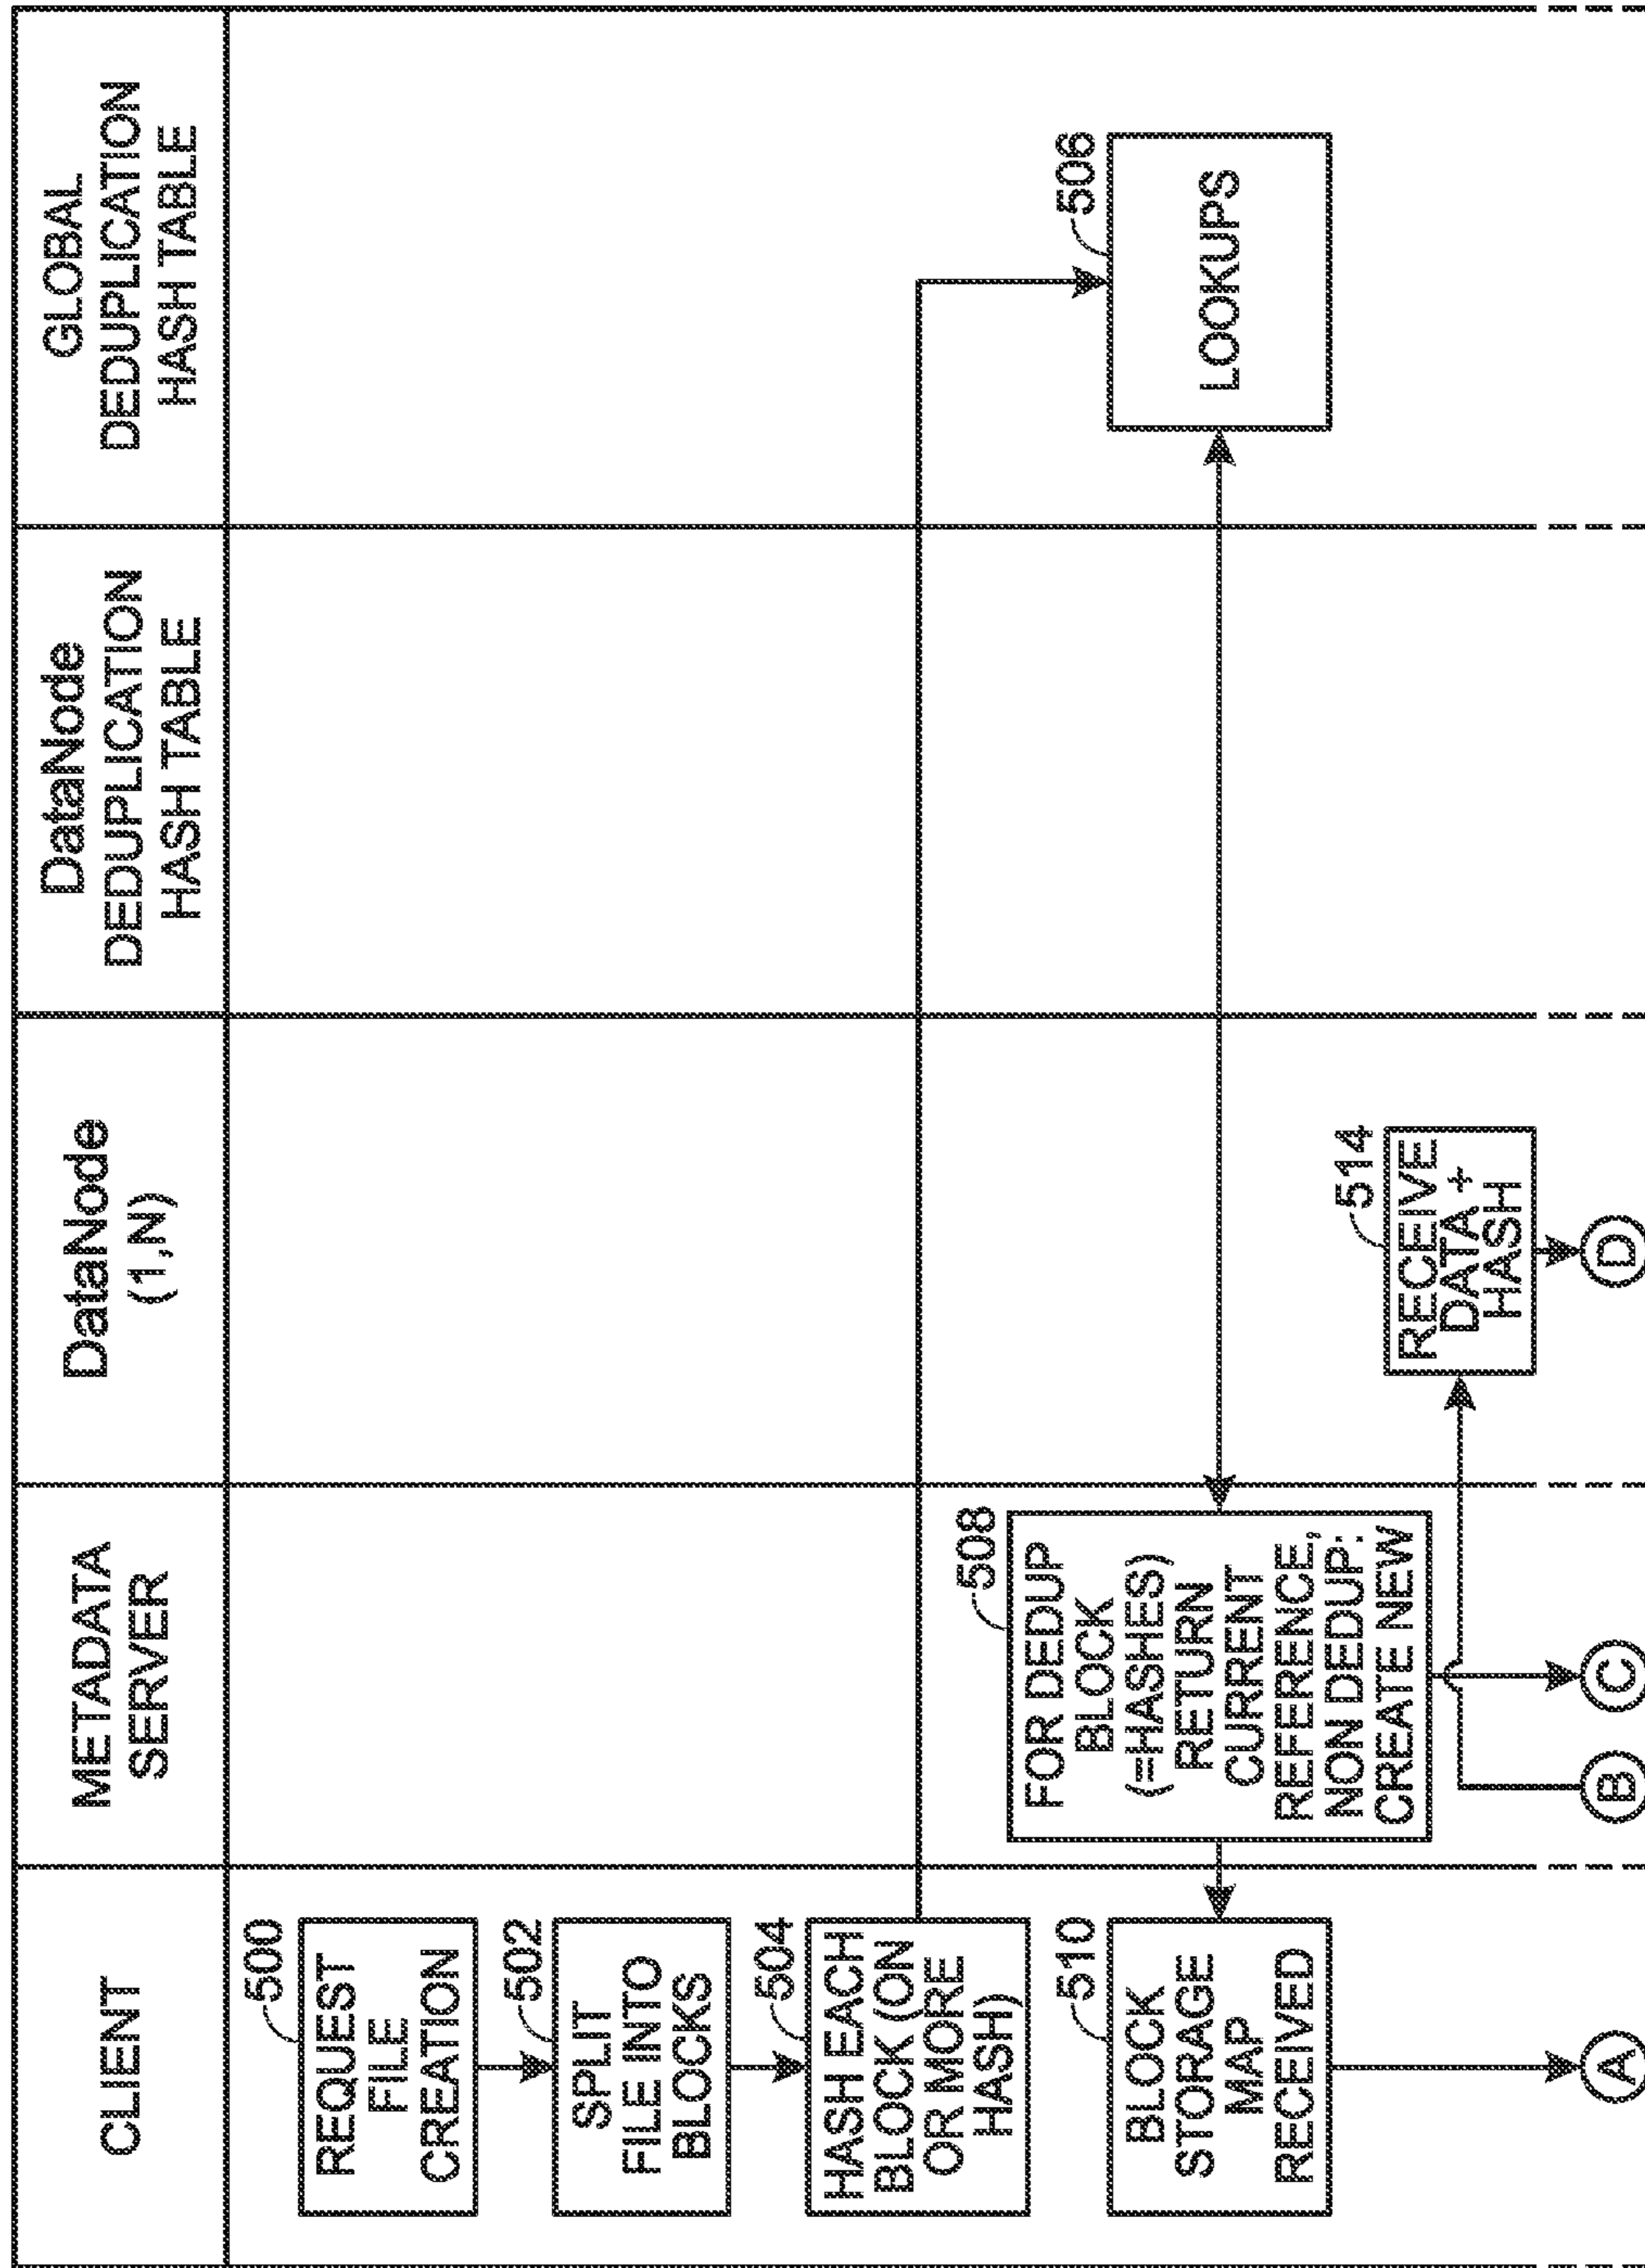 CLIENT
METADATA
SERVER
DataNode
(1,N)
DataNode
DEDUPLICATION
HASH TABLE
GLOBAL
DEDUPLICATION
HASH TABLE
500
REQUEST
FILE
CREATION
502
SPLIT
FILE INTO
BLOCKS
504
HASH EACH
BLOCK (ON
OR MORE
HASH)
506
LOOKUPS
508
FOR DEDUP
BLOCK
(=HASHES)
RETURN
CURRENT
REFERENCE,
NON DEDUP:
CREATE NEW
510
BLOCK
STORAGE
MAP
RECEIVED
514
RECEIVE
DATA +
HASH
A
B
C
D